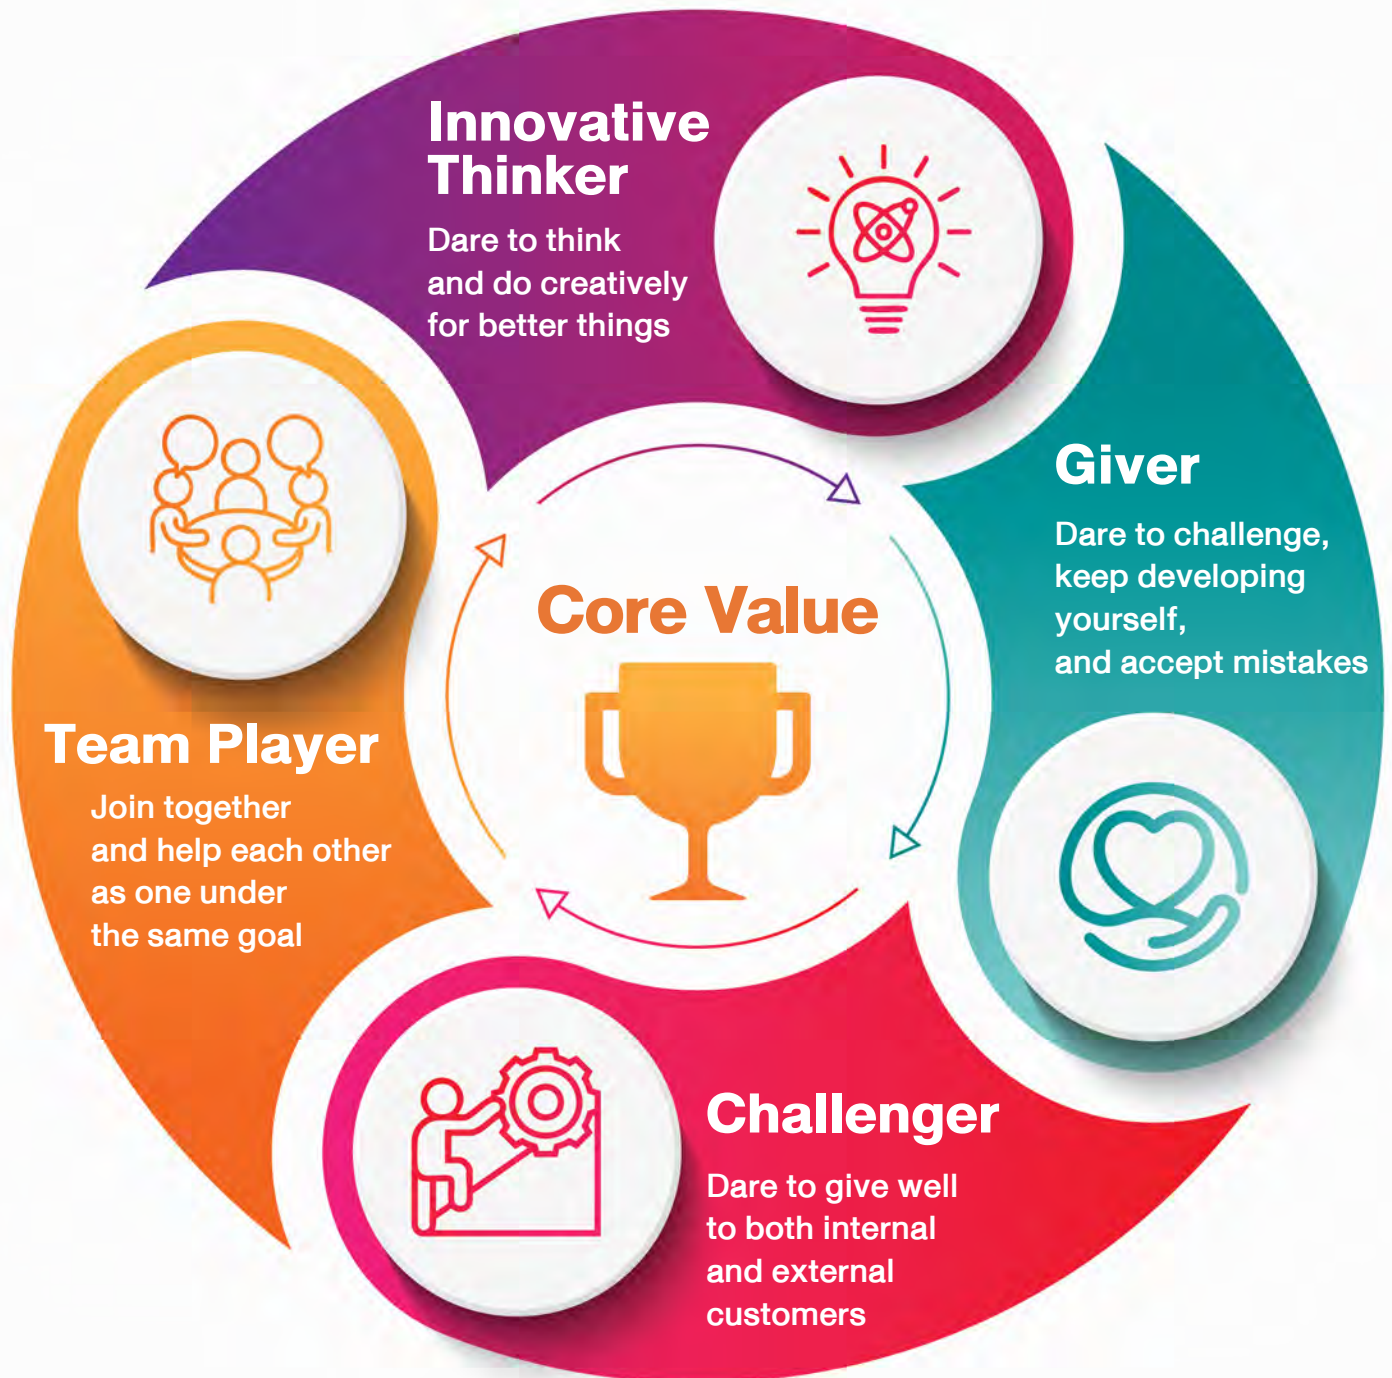 Innovative
Thinker
Dare to think
and do creatively
for better things
Giver
Dare to challenge,
keep developing
yourself,
and accept mistakes
Core Value
Team Player
Join together
and help each other
as one under
the same goal
Challenger
Dare to give well
to both internal
and external
customers